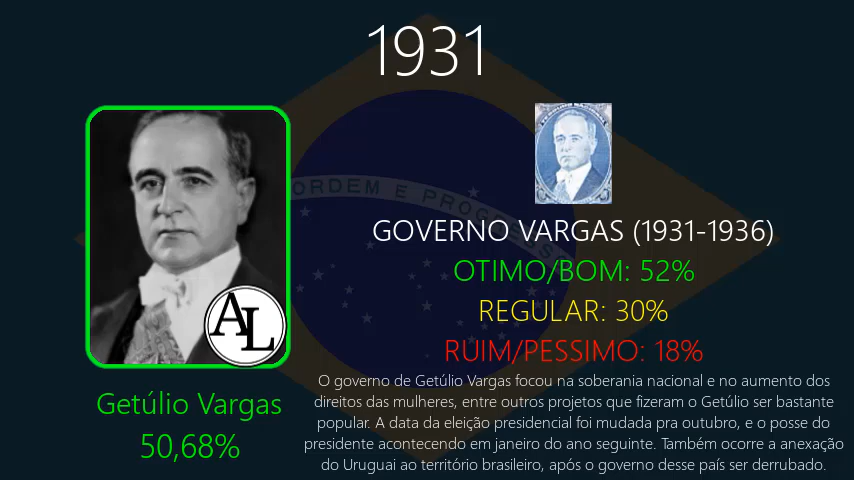 1931
ORDEM E PROG
AL
GOVERNO VARGAS (1931-1936)
OTIMO/BOM: 52%
REGULAR: 30%
RUIM/PESSIMO: 18%
Getúlio Vargas
50,68%
O governo de Getúlio Vargas focou na soberania nacional e no aumento dos
direitos das mulheres, entre outros projetos que fizeram o Getúlio ser bastante
popular. A data da eleição presidencial foi mudada pra outubro, e o posse do
presidente acontecendo em janeiro do ano seguinte. Também ocorre a anexação
do Uruguai ao território brasileiro, após o governo desse país ser derrubado.